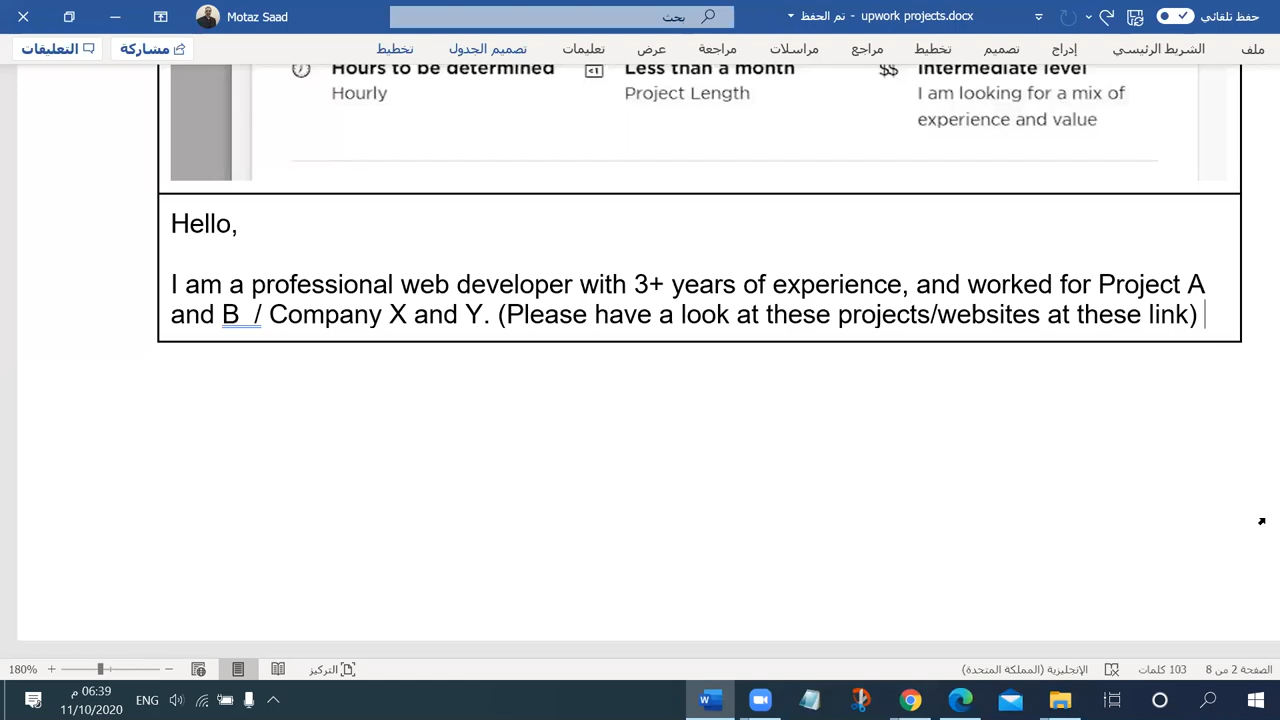 Motaz Saad
بحث
upwork projects.docx - تم الحفظ
حفظ تلقائي
ملف الشريط الرئيسي إدراج تصميم تخطيط مراجع مراسلات مراجعة عرض تعليمات تصميم الجدول تخطيط
مشاركة
التعليقات
Hours to be determined
Hourly
Less than a month
Project Length
$$ Intermediate level
I am looking for a mix of
experience and value
Hello,
I am a professional web developer with 3+ years of experience, and worked for Project A
and B / Company X and Y. (Please have a look at these projects/websites at these link)
الصفحة 2 من 8
103 كلمات
الإنجليزية (المملكة المتحدة)
التركيز
180%
06:39 م
11/10/2020
ENG